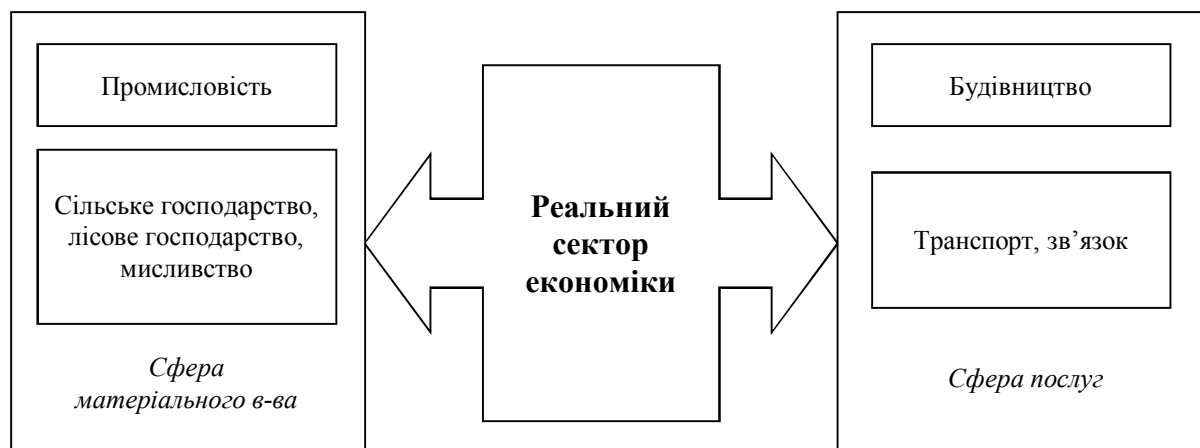 Промисловість
Сільське господарство,
лісове господарство,
мисливство
Сфера
матеріального в-ва
Реальний
сектор
економіки
Будівництво
Транспорт, зв’язок
Сфера послуг